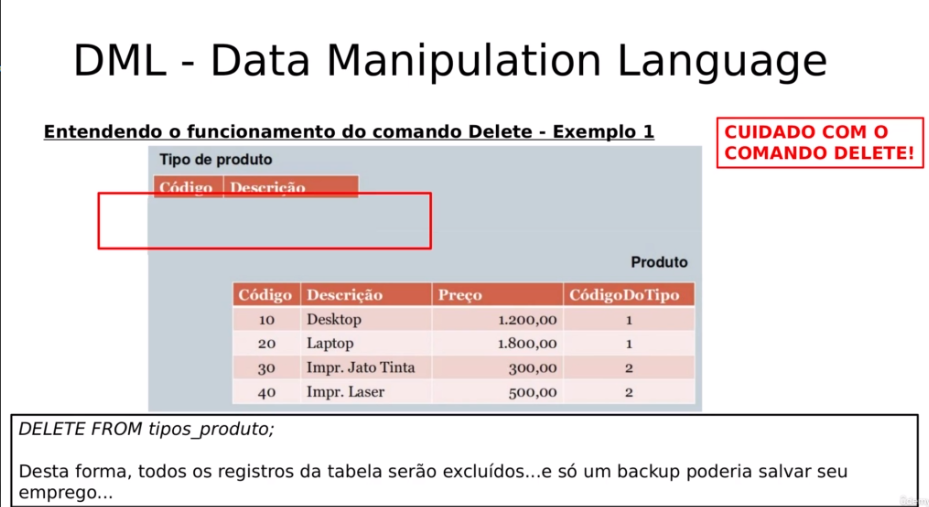 DML - Data Manipulation Language
Entendendo o funcionamento do comando Delete - Exemplo 1
CUIDADO COM O
COMANDO DELETE!
Tipo de produto
Código Descrição
Produto
Código Descrição Preço CódigoDoTipo
10 Desktop 1.200,00 1
20 Laptop 1.800,00 1
30 Impr. Jato Tinta 300,00 2
40 Impr. Laser 500,00 2
DELETE FROM tipos_produto;
Desta forma, todos os registros da tabela serão excluídos...e só um backup poderia salvar seu
emprego...